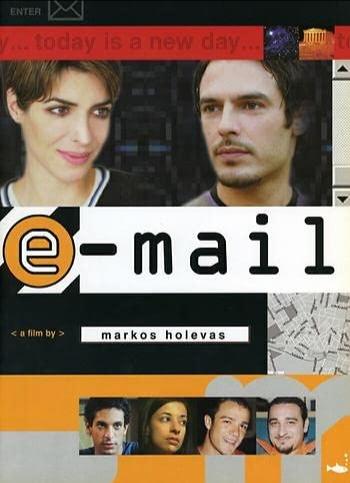 ENTER
y... today is a new day...
e-mail
< a film by >
markos holevas